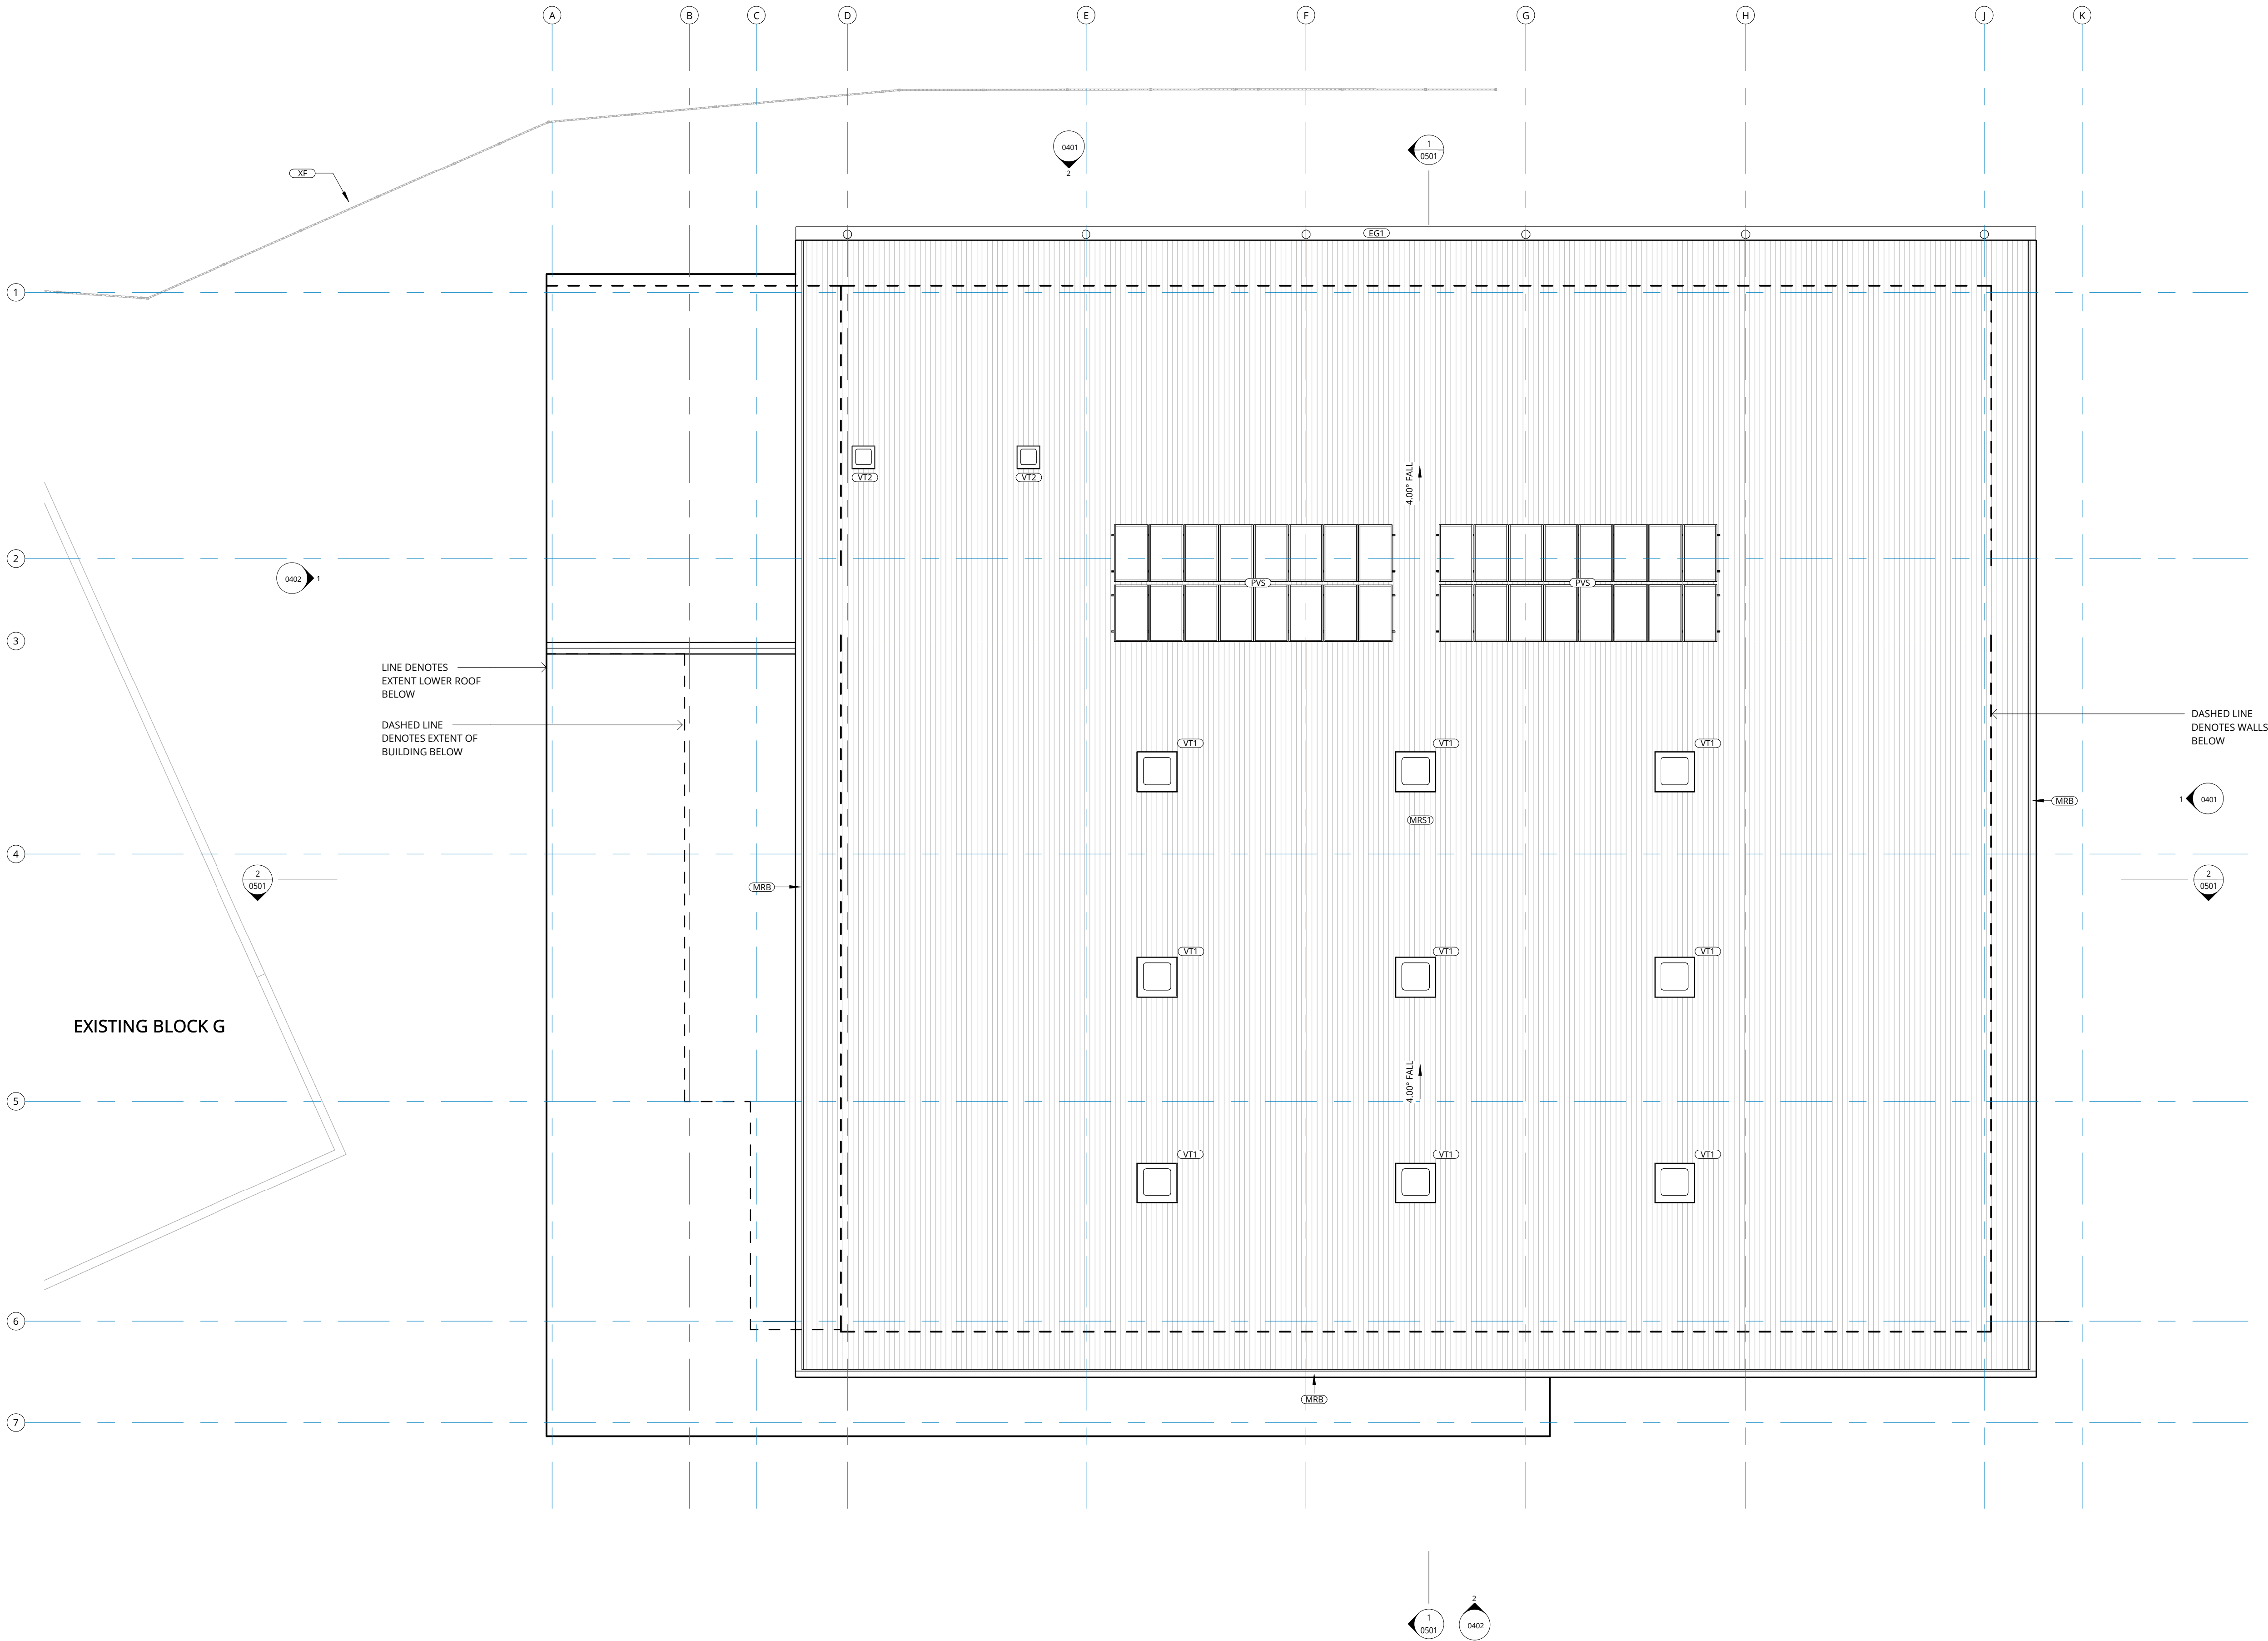 A
B
C
D
E
F
G
H
J
K
0401
2
1
0501
XF
EG1
1
4.00° FALL
VT2
VT2
2
0402
1
PVS
PVS
3
LINE DENOTES
EXTENT LOWER ROOF
BELOW
DASHED LINE
DENOTES EXTENT OF
BUILDING BELOW
DASHED LINE
DENOTES WALLS
BELOW
VT1
VT1
VT1
1
0401
MRB
MRS1
4
2
0501
MRB
2
0501
VT1
VT1
VT1
EXISTING BLOCK G
4.00° FALL
5
VT1
VT1
VT1
6
MRB
7
1
0501
2
0402